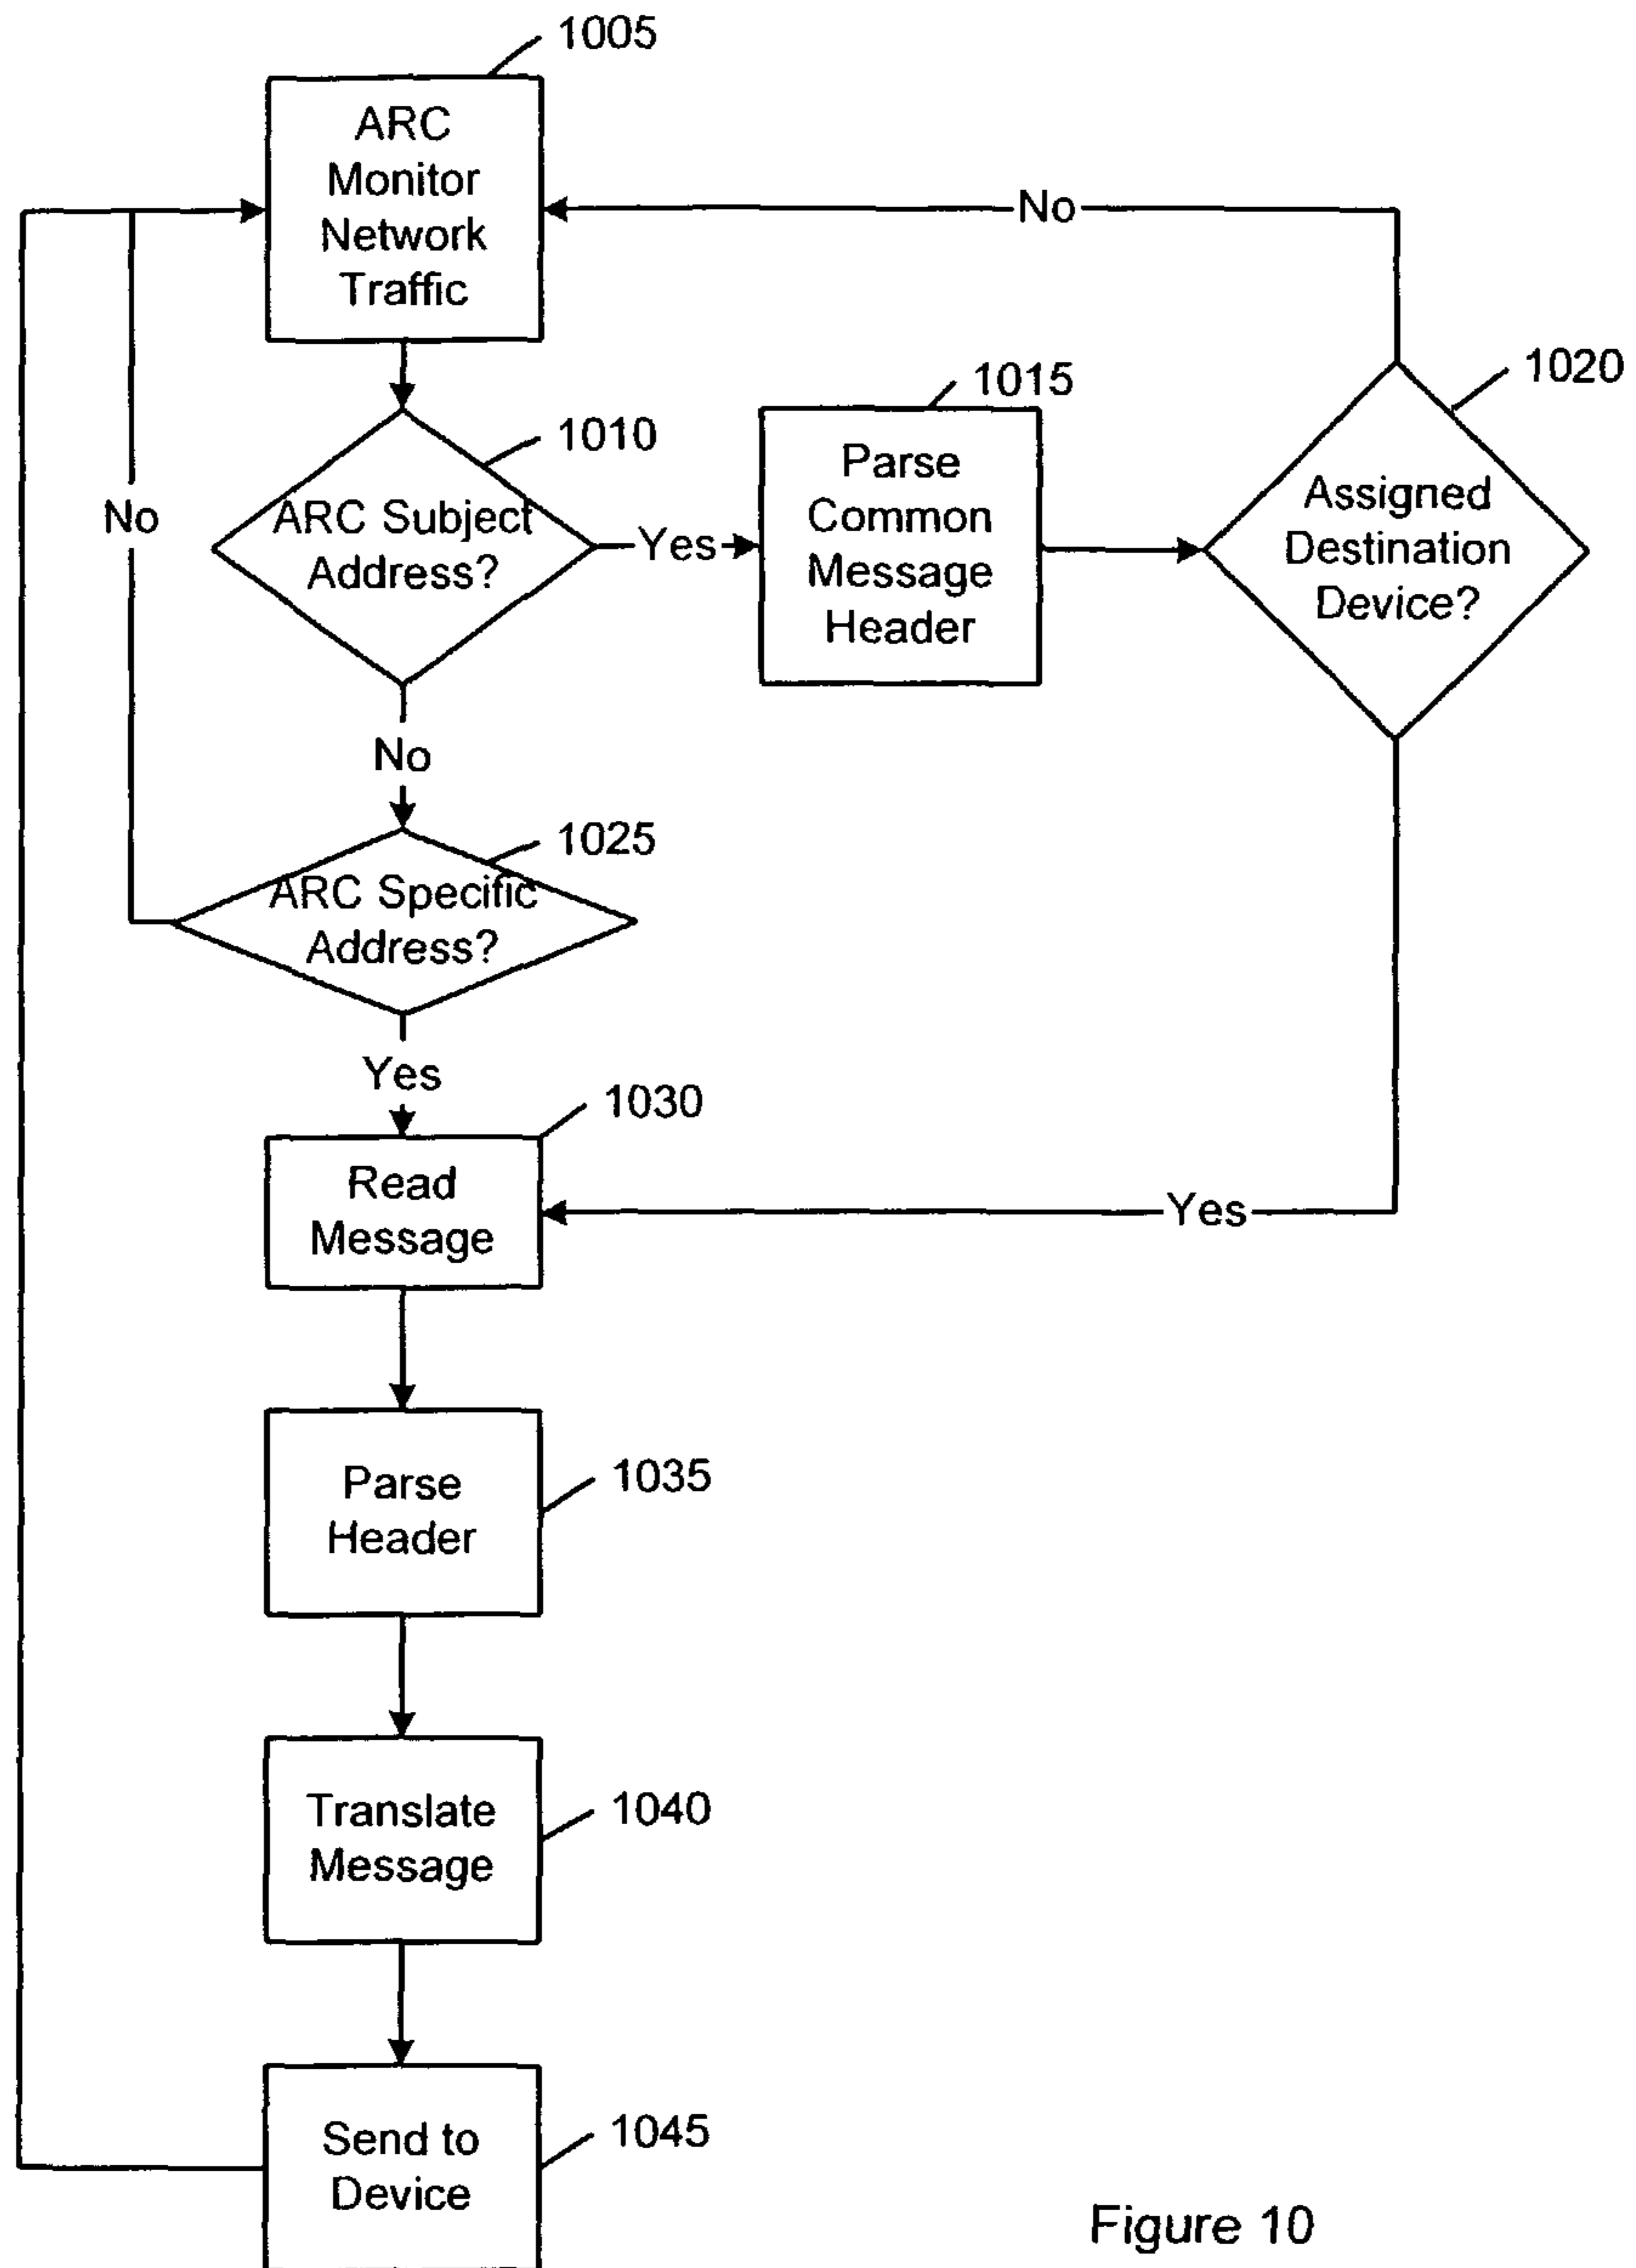 1005
ARC
Monitor
Network
Traffic
No
1010
ARC Subject
Address?
Yes
1015
Parse
Common
Message
Header
1020
Assigned
Destination
Device?
No
No
1025
ARC Specific
Address?
Yes
1030
Read
Message
Yes
1035
Parse
Header
1040
Translate
Message
1045
Send to
Device
Figure 10